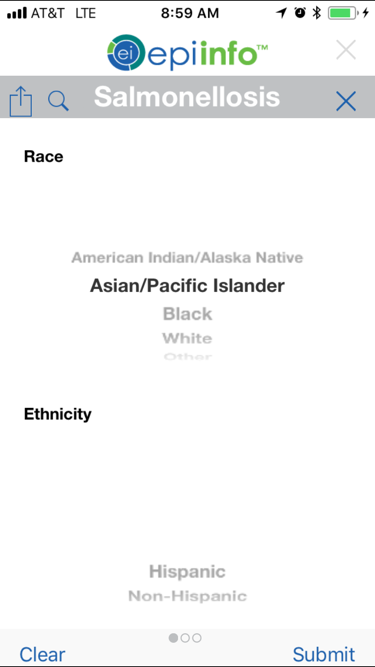 AT&T LTE 8:59 AM
ei epiinfo™
Salmonellosis
Race
American Indian/Alaska Native
Asian/Pacific Islander
Black
White
Other
Ethnicity
Hispanic
Non-Hispanic
Clear Submit